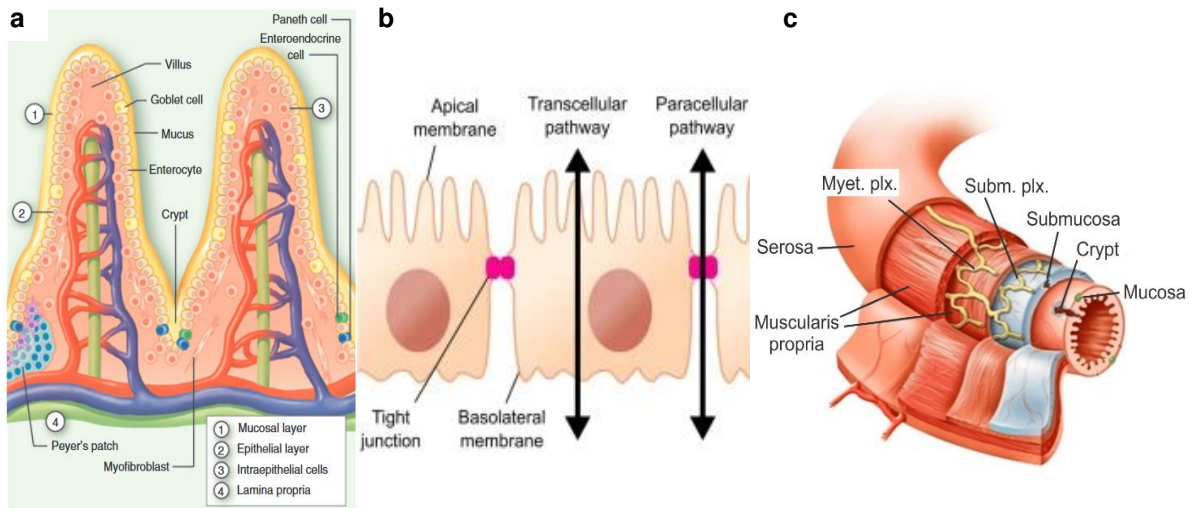 a
Paneth cell
Enteroendocrine
cell
Villus
Goblet cell
1
3
Mucus
Enterocyte
2
Crypt
4
Peyer's patch
Myofibroblast
1 Mucosal layer
2 Epithelial layer
3 Intraepithelial cells
4 Lamina propria
b
Apical
membrane
Transcellular
pathway
Paracellular
pathway
Tight
junction
Basolateral
membrane
c
Myet. plx.
Subm. plx.
Submucosa
Serosa
Crypt
Mucosa
Muscularis
propria